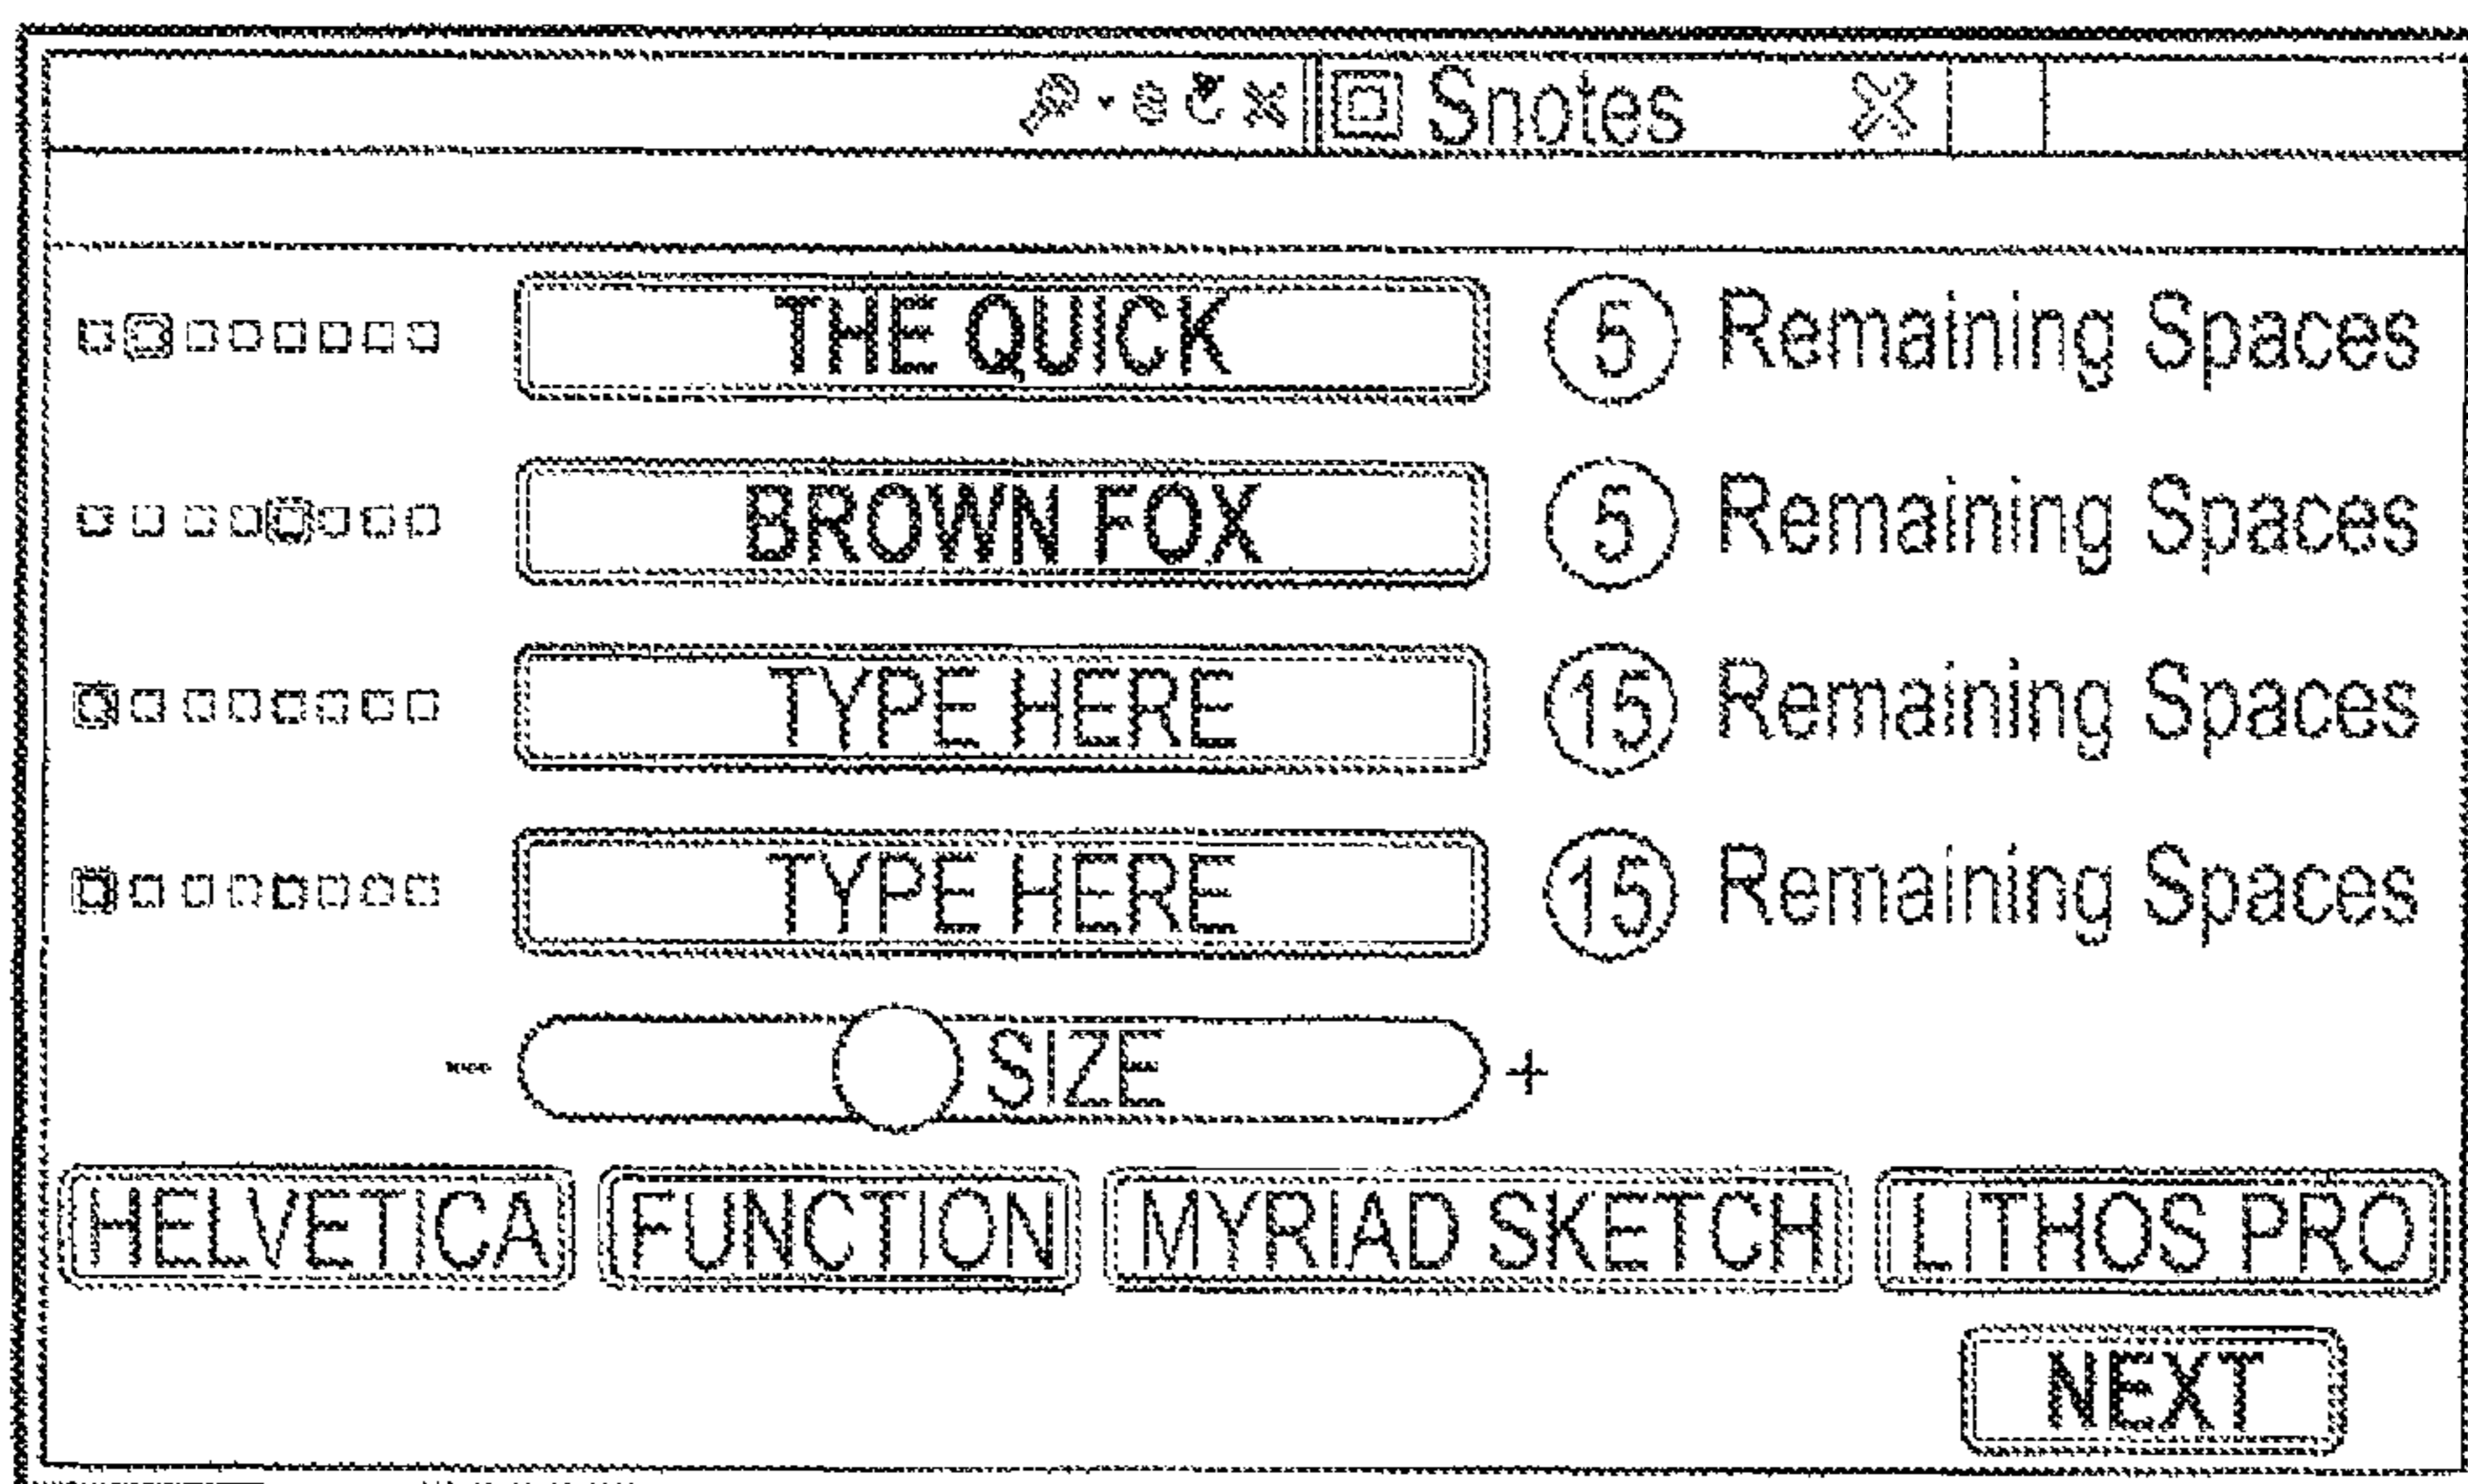 Snotes
THE QUICK 5 Remaining Spaces
BROWN FOX 5 Remaining Spaces
TYPE HERE 15 Remaining Spaces
TYPE HERE 15 Remaining Spaces
- SIZE +
HELVETICA FUNCTION MYRIAD SKETCH LITHOS PRO
NEXT